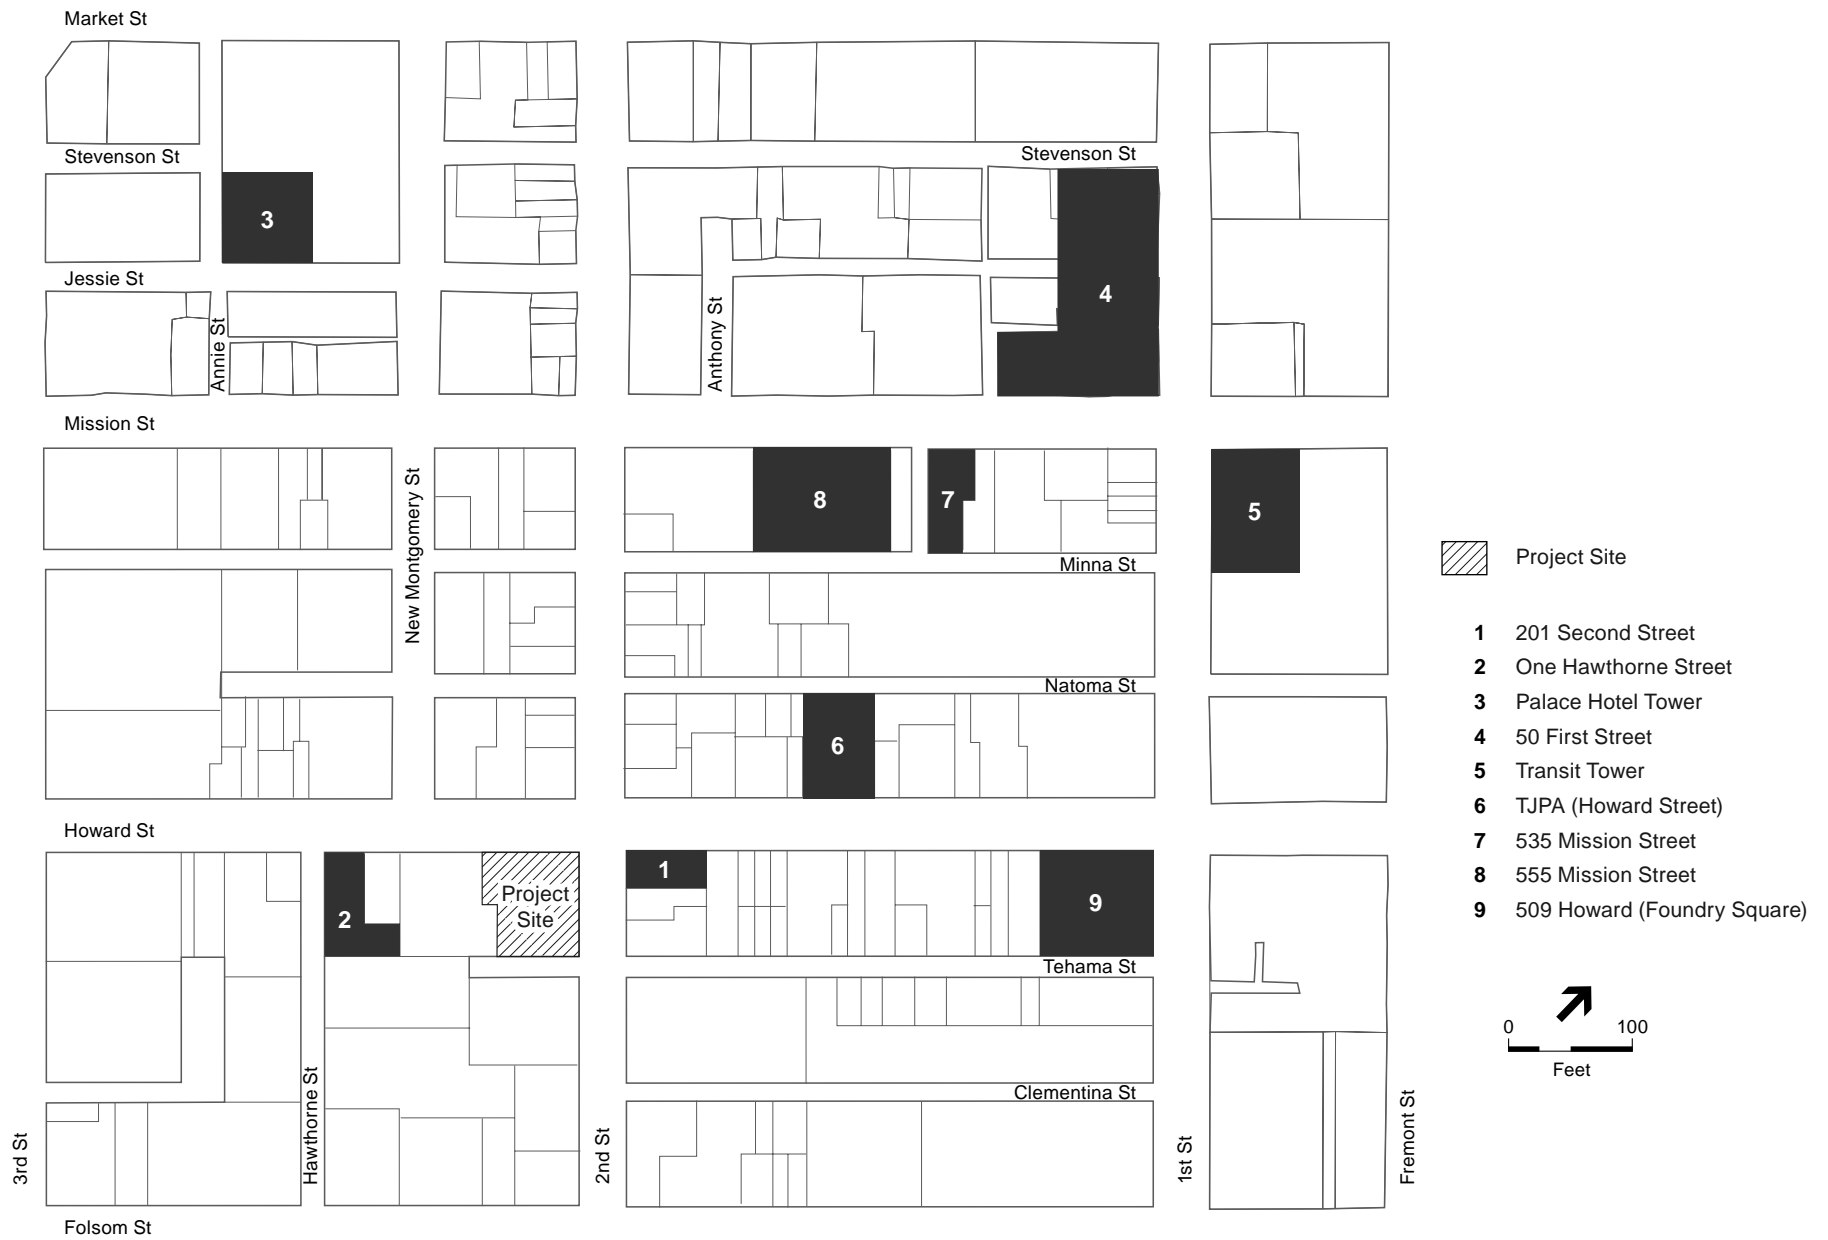 Market St
Stevenson St
Stevenson St
3
Jessie St
4
Annie St
Anthony St
Mission St
New Montgomery St
8
7
5
Minna St
Natoma St
6
Howard St
1
2
Project
Site
9
Tehama St
Clementina St
3rd St
Hawthorne St
2nd St
1st St
Fremont St
Folsom St
Project Site
1 201 Second Street
2 One Hawthorne Street
3 Palace Hotel Tower
4 50 First Street
5 Transit Tower
6 TJPA (Howard Street)
7 535 Mission Street
8 555 Mission Street
9 509 Howard (Foundry Square)
0 100
Feet